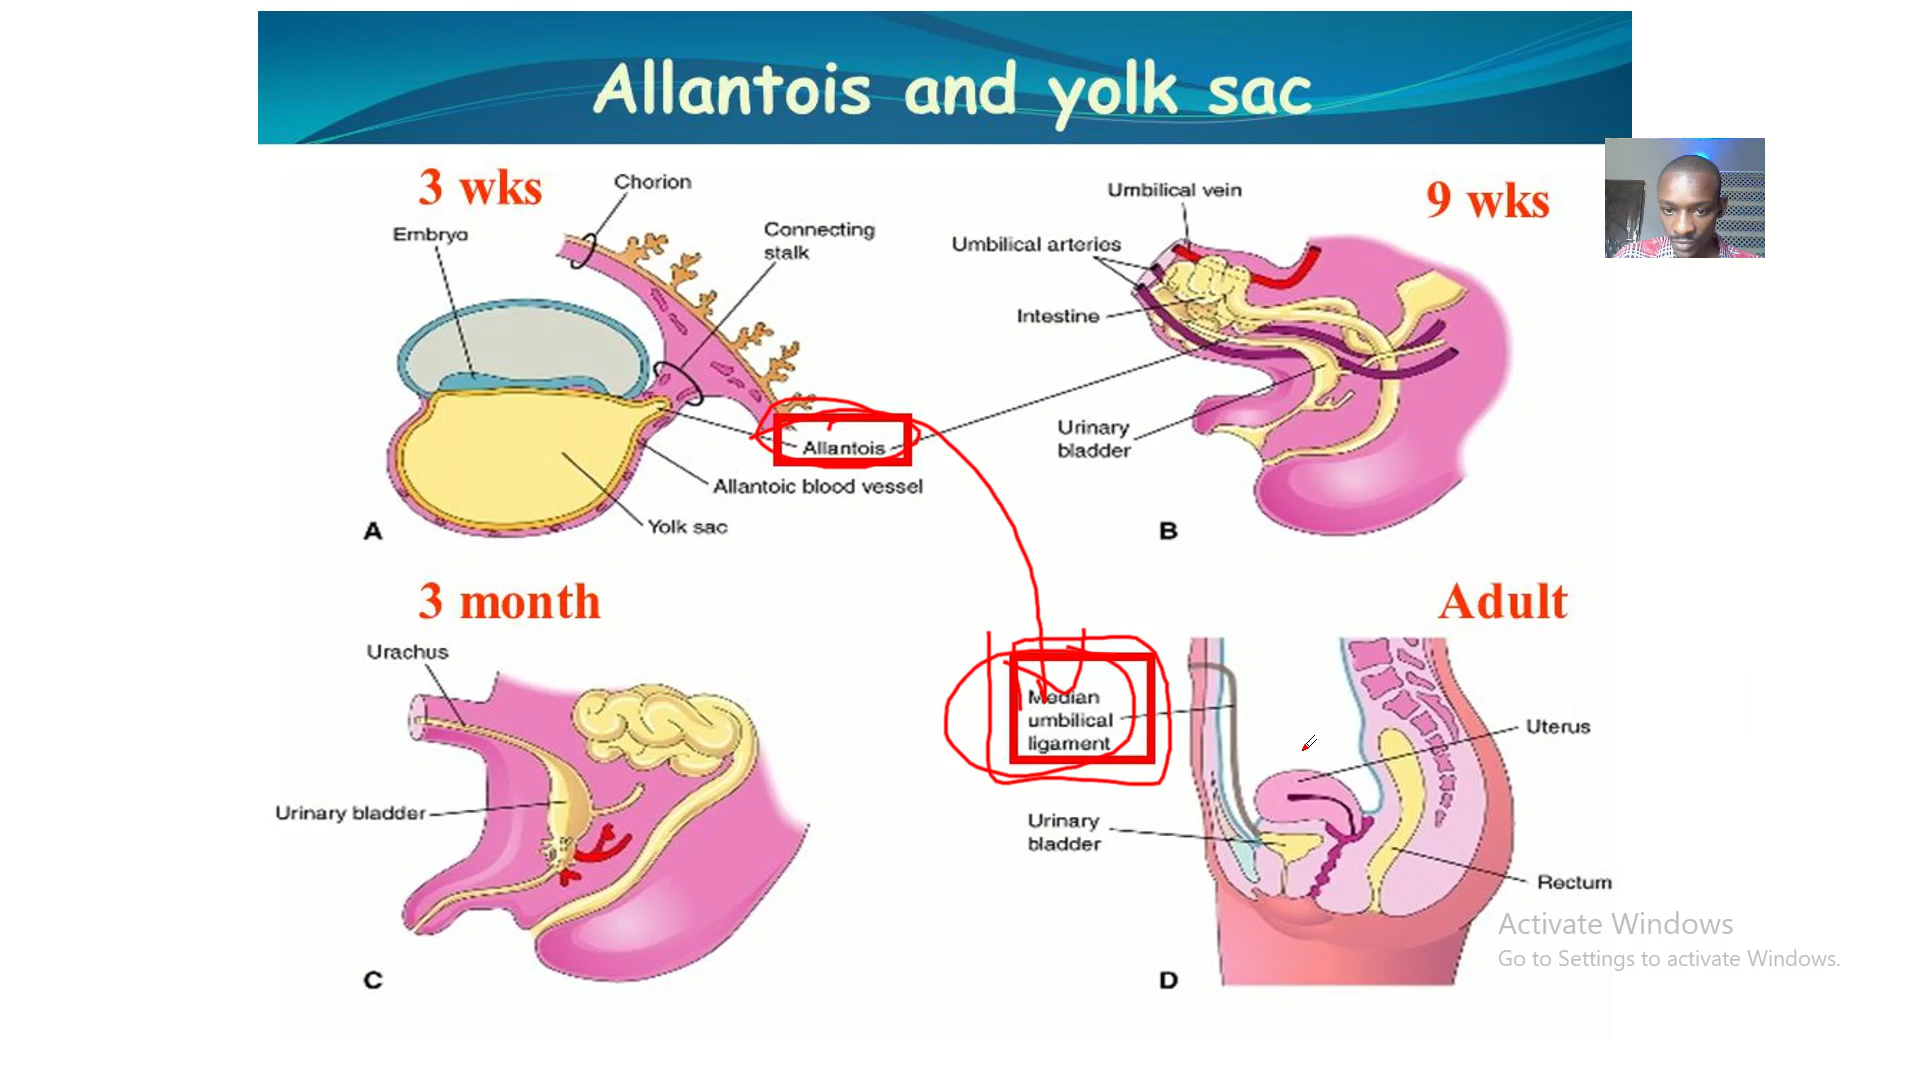 Allantois and yolk sac
3 wks
Chorion
Embryo
Connecting
stalk
Allantois
Allantoic blood vessel
Yolk sac
A
9 wks
Umbilical vein
Umbilical arteries
Intestine
Urinary
bladder
B
3 month
Urachus
Urinary bladder
C
Adult
Median
umbilical
ligament
Uterus
Urinary
bladder
Rectum
D
Activate Windows
Go to Settings to activate Windows.